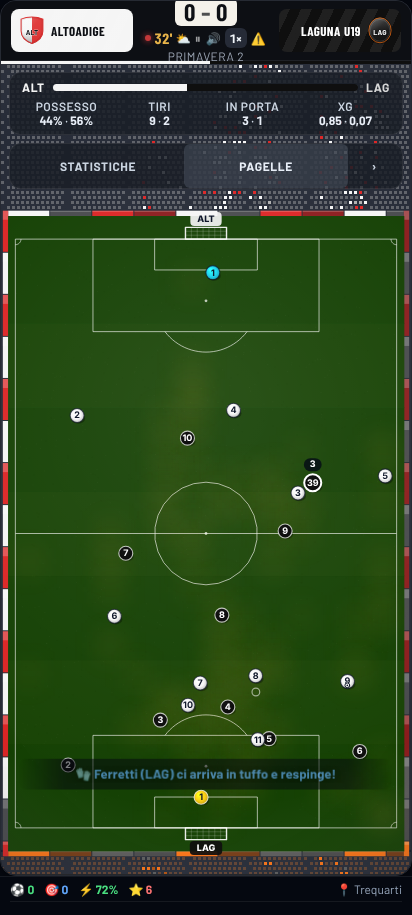 0 - 0
ALT ALTOADIGE
LAGUNA U19 LAG
32' 1×
PRIMAVERA 2
ALT LAG
POSSESSO TIRI IN PORTA XG
44% · 56% 9 · 2 3 · 1 0,85 · 0,07
STATISTICHE PAGELLE ›
ALT
1
4
2
10
3
5
39
3
9
7
8
6
8
9
7
10
4
3
11 5
6
2
Ferretti (LAG) ci arriva in tuffo e respinge!
1
LAG
0 0 72% 6 Trequarti